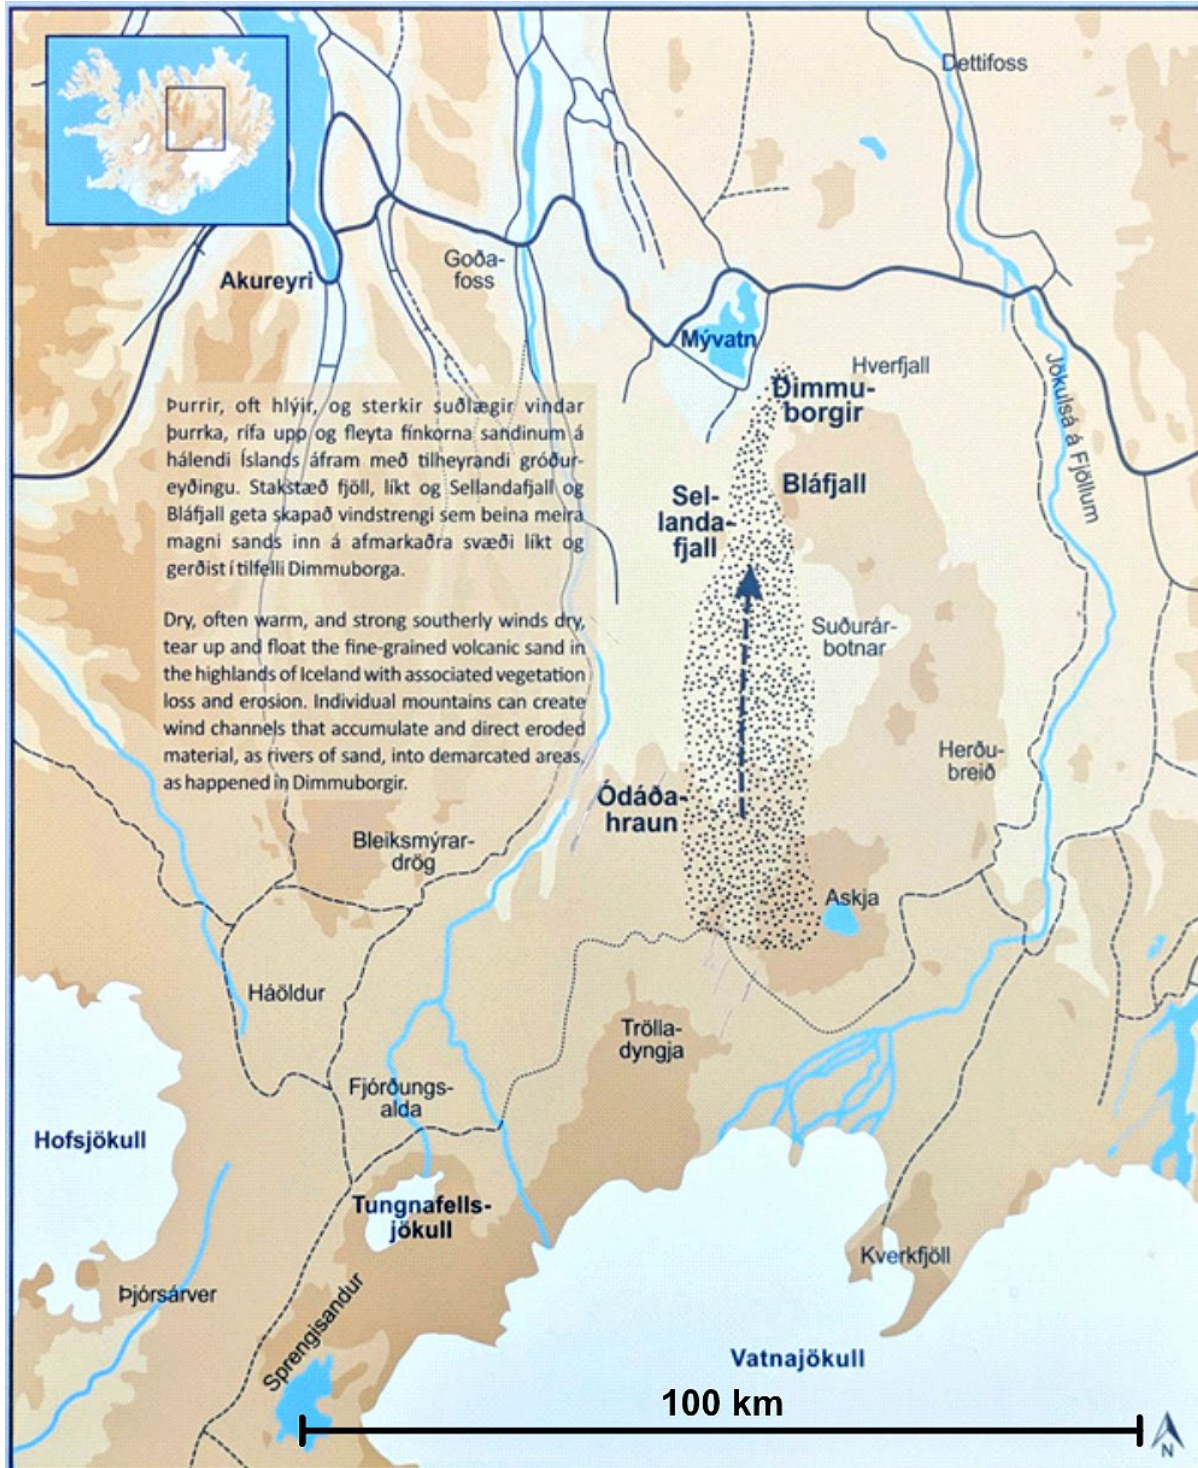 Dettifoss
Goða-
foss
Akureyri
Mývatn
Hverfjall
Dimmu-
borgir
Jökulsá á Fjöllum
Þurrir, oft hlýir, og sterkir suðlægir vindar
þurrka, rífa upp og fleyta fínkorna sandinum á
hálendi Íslands áfram með tilheyrandi gróður-
eyðingu. Stakstæð fjöll, líkt og Sellandafjall og
Bláfjall geta skapað vindstrengi sem beina meira
magni sands inn á afmarkaðra svæði líkt og
gerðist í tilfelli Dimmuborga.
Dry, often warm, and strong southerly winds dry,
tear up and float the fine-grained volcanic sand in
the highlands of Iceland with associated vegetation
loss and erosion. Individual mountains can create
wind channels that accumulate and direct eroded
material, as rivers of sand, into demarcated areas,
as happened in Dimmuborgir.
Bláfjall
Sel-
landa-
fjall
Suðurár-
botnar
Herðu-
breið
Ódáða-
hraun
Bleiksmýrar-
drög
Askja
Háöldur
Trölla-
dyngja
Fjórðungs-
alda
Hofsjökull
Tungnafells-
jökull
Kverkfjöll
Þjórsárver
Sprengisandur
Vatnajökull
100 km
N